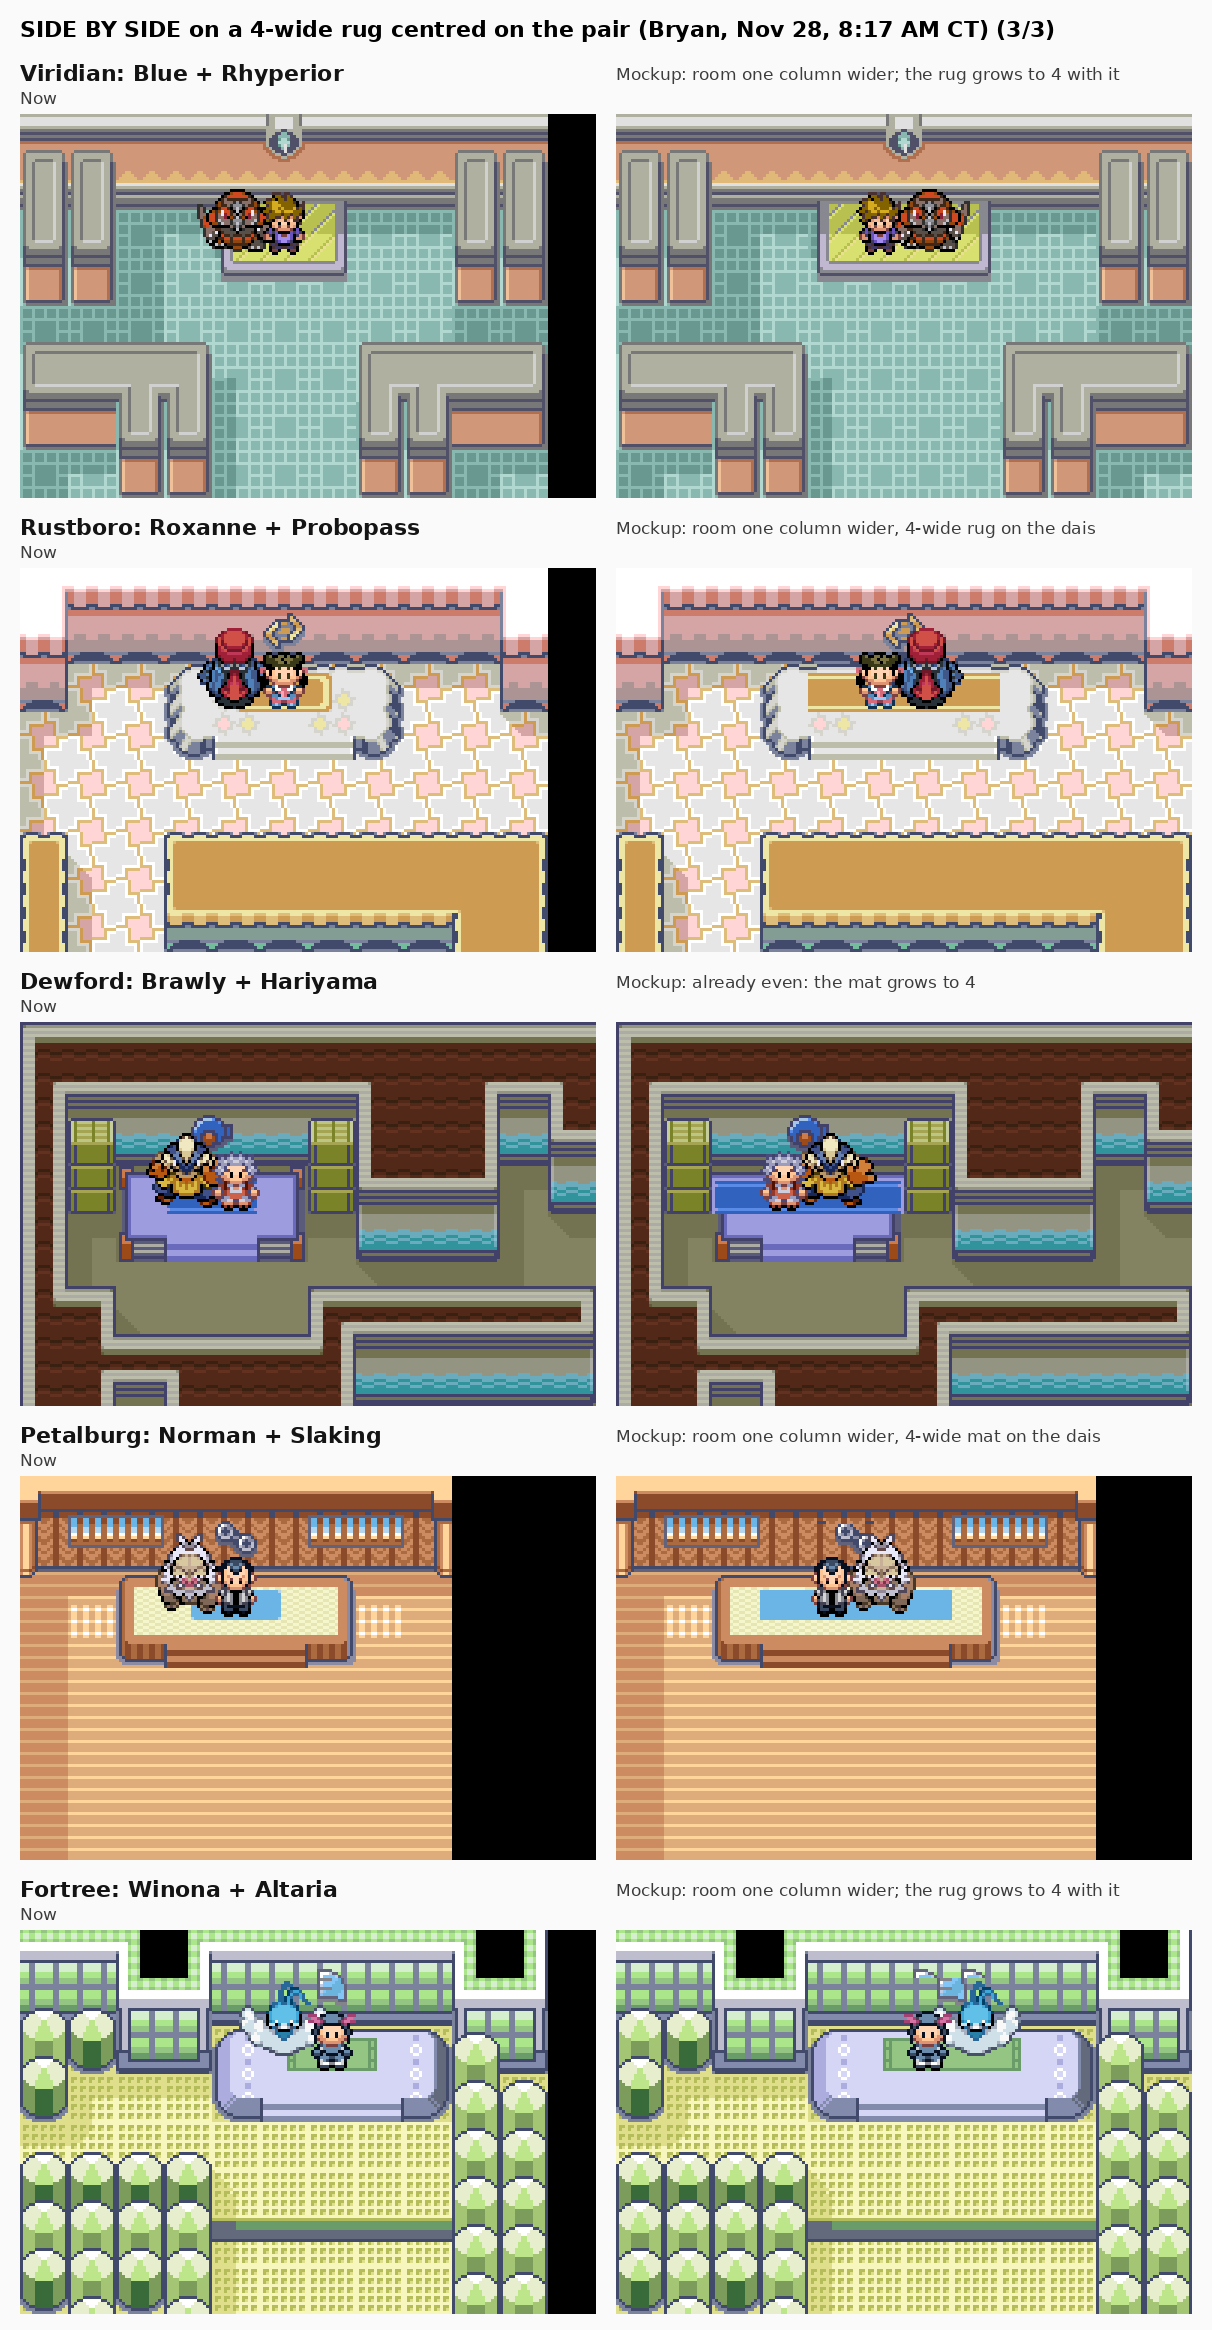 SIDE BY SIDE on a 4-wide rug centred on the pair (Bryan, Nov 28, 8:17 AM CT) (3/3)
Viridian: Blue + Rhyperior
Now
Mockup: room one column wider; the rug grows to 4 with it
Rustboro: Roxanne + Probopass
Now
Mockup: room one column wider, 4-wide rug on the dais
Dewford: Brawly + Hariyama
Now
Mockup: already even: the mat grows to 4
Petalburg: Norman + Slaking
Now
Mockup: room one column wider, 4-wide mat on the dais
Fortree: Winona + Altaria
Now
Mockup: room one column wider; the rug grows to 4 with it